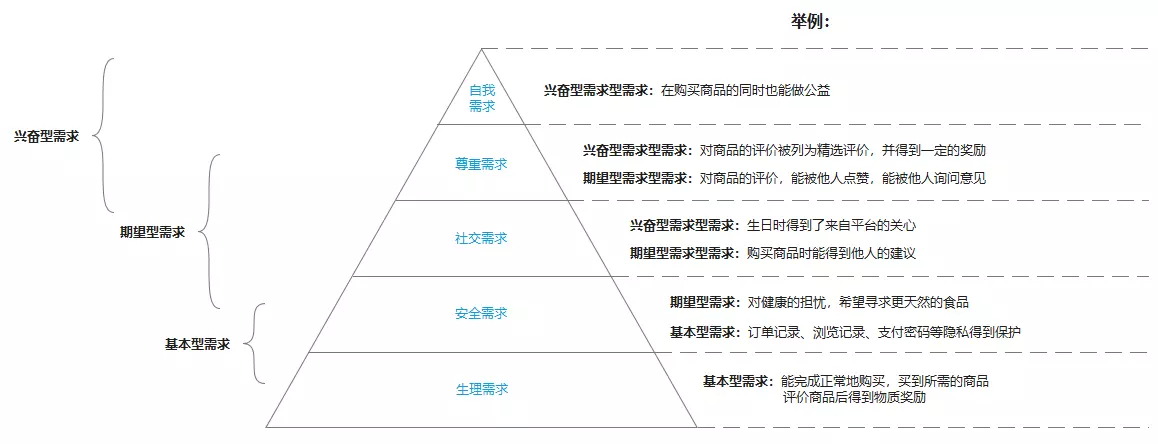 举例：
自我
需求
兴奋型需求型需求：在购买商品的同时也能做公益
兴奋型需求
尊重需求
兴奋型需求型需求：对商品的评价被列为精选评价，并得到一定的奖励
期望型需求型需求：对商品的评价，能被他人点赞，能被他人询问意见
期望型需求
社交需求
兴奋型需求型需求：生日时得到了来自平台的关心
期望型需求型需求：购买商品时能得到他人的建议
安全需求
期望型需求：对健康的担忧，希望寻求更天然的食品
基本型需求：订单记录、浏览记录、支付密码等隐私得到保护
基本型需求
生理需求
基本型需求：能完成正常地购买，买到所需的商品
评价商品后得到物质奖励